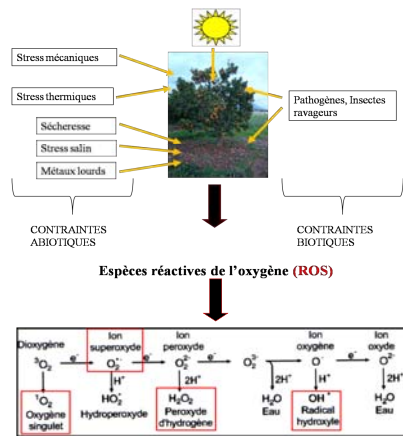 Stress mécaniques
Stress thermiques
Sécheresse
Stress salin
Métaux lourds
Pathogènes, Insectes
ravageurs
CONTRAINTES
ABIOTIQUES
CONTRAINTES
BIOTIQUES
Espèces réactives de l'oxygène (ROS)
Dioxygène
Ion
superoxyde
Ion
peroxyde
Ion
oxygène
Ion
oxyde
³O₂ e⁻ O₂•⁻ e⁻ O₂²⁻ e⁻ O₂³⁻ O⁻ e⁻ O²⁻
H⁺ 2H⁺ 2H⁺ H⁺ 2H⁺
¹O₂
Oxygène
singulet
HO₂
Hydroperoxyde
H₂O₂
Peroxyde
d'hydrogène
H₂O
Eau
OH
Radical
hydroxyle
H₂O
Eau